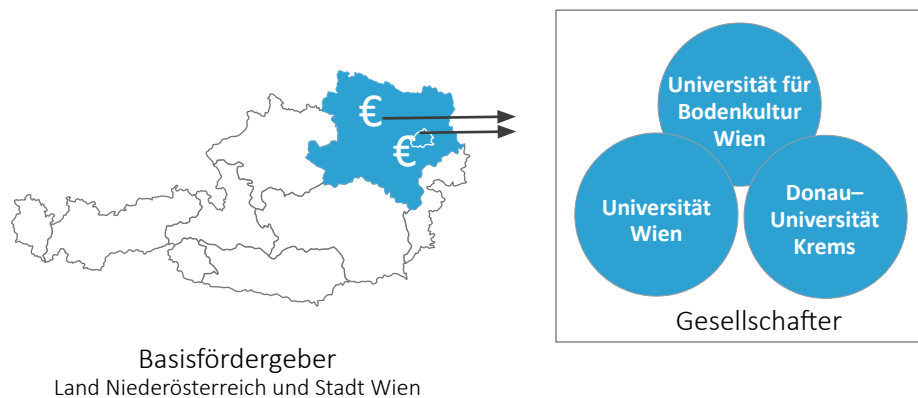 €
€
Basisfördergeber
Land Niederösterreich und Stadt Wien
Universität für
Bodenkultur
Wien
Universität
Wien
Donau–
Universität
Krems
Gesellschafter